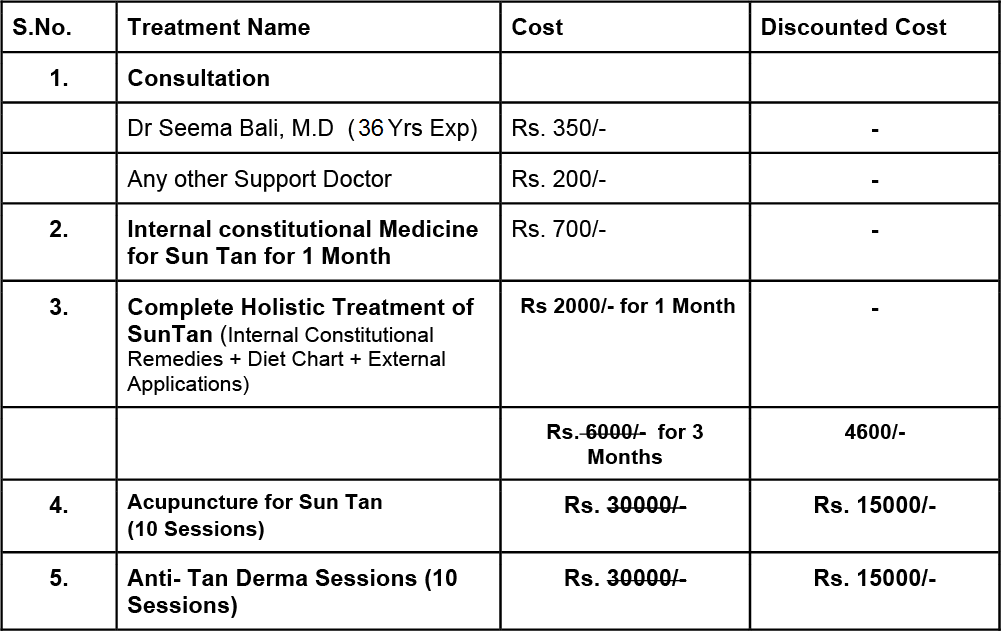 S.No. Treatment Name Cost Discounted Cost
1. Consultation
Dr Seema Bali, M.D (36 Yrs Exp) Rs. 350/- -
Any other Support Doctor Rs. 200/- -
2. Internal constitutional Medicine Rs. 700/- -
for Sun Tan for 1 Month
3. Complete Holistic Treatment of Rs 2000/- for 1 Month -
SunTan (Internal Constitutional
Remedies + Diet Chart + External
Applications)
Rs. 6000/- for 3 4600/-
Months
4. Acupuncture for Sun Tan Rs. 30000/- Rs. 15000/-
(10 Sessions)
5. Anti- Tan Derma Sessions (10 Rs. 30000/- Rs. 15000/-
Sessions)